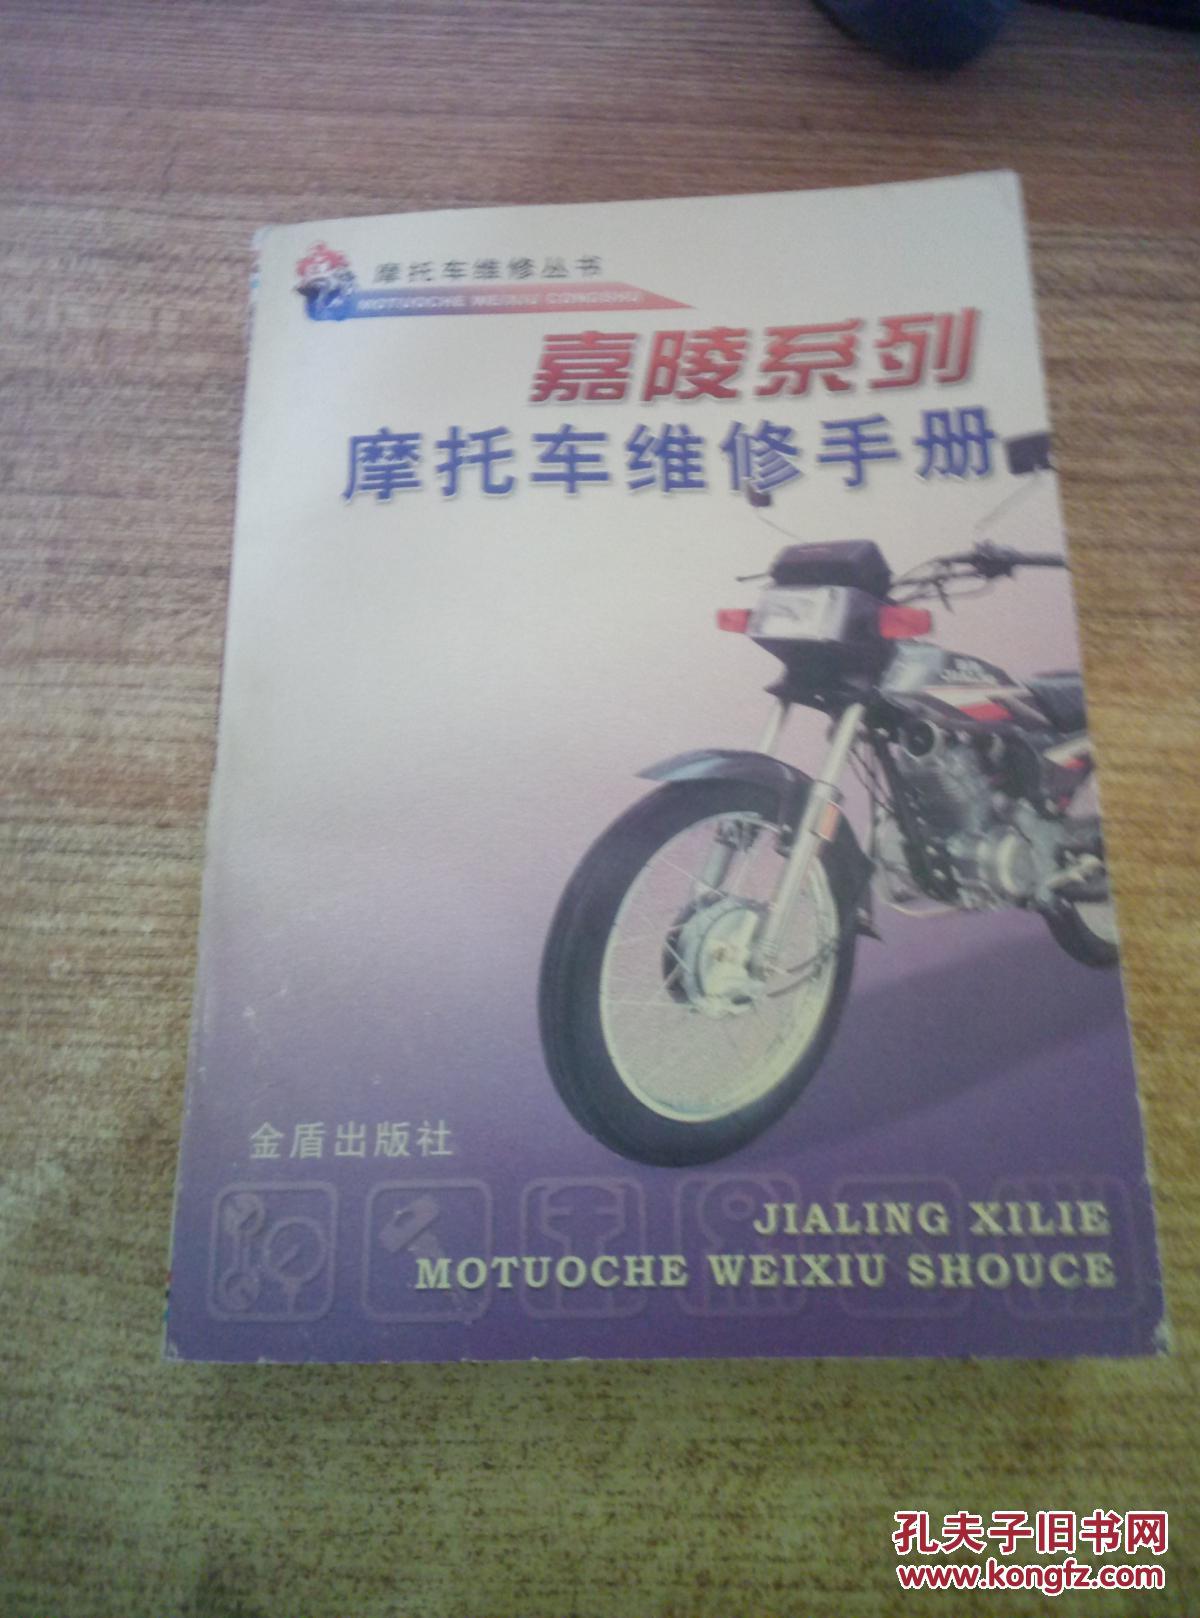 摩托车维修丛书
MOTUOCHE WEIXIU CONGSHU
嘉陵系列
摩托车维修手册
金盾出版社
JIALING XILIE
MOTUOCHE WEIXIU SHOUCE
孔夫子旧书网
www.kongfz.com